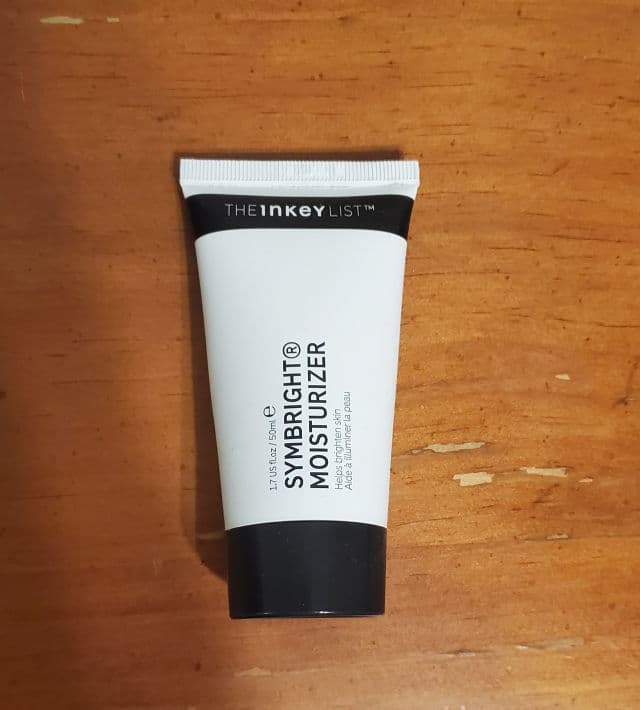 THE INKEY LIST™
1.7 US fl.oz / 50ml ℮
SYMBRIGHT®
MOISTURIZER
Helps brighten skin
Aide à illuminer la peau